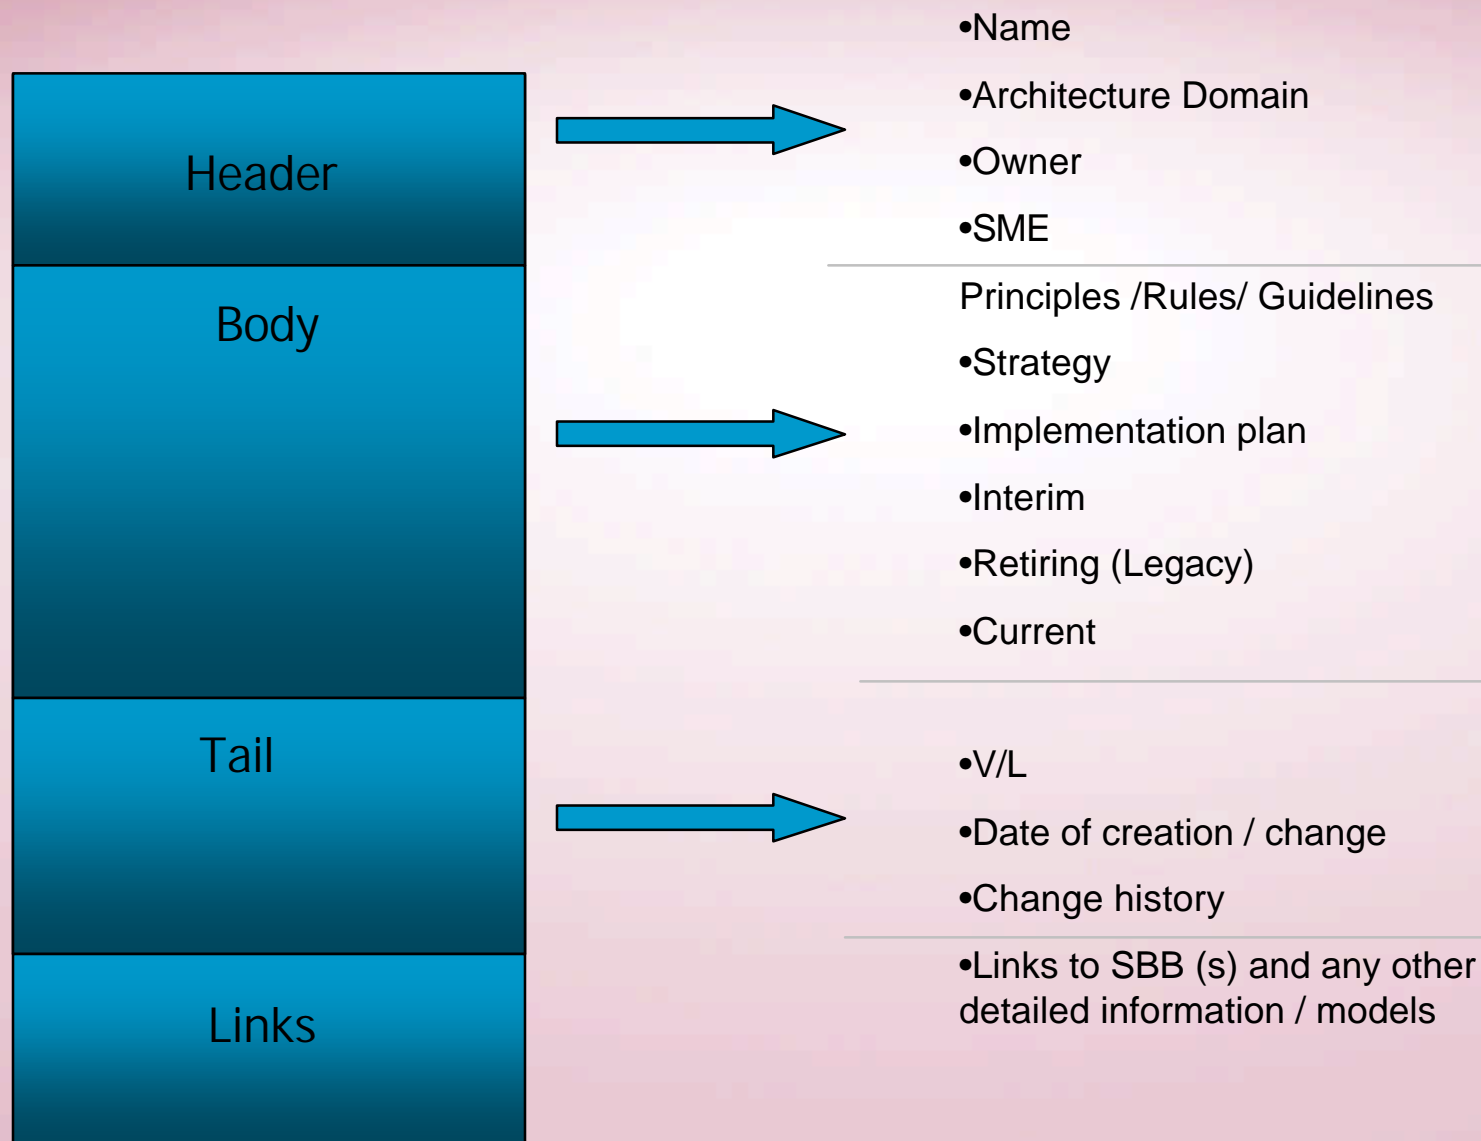 Header
•Name
•Architecture Domain
•Owner
•SME
Body
Principles /Rules/ Guidelines
•Strategy
•Implementation plan
•Interim
•Retiring (Legacy)
•Current
Tail
•V/L
•Date of creation / change
•Change history
Links
•Links to SBB (s) and any other
detailed information / models